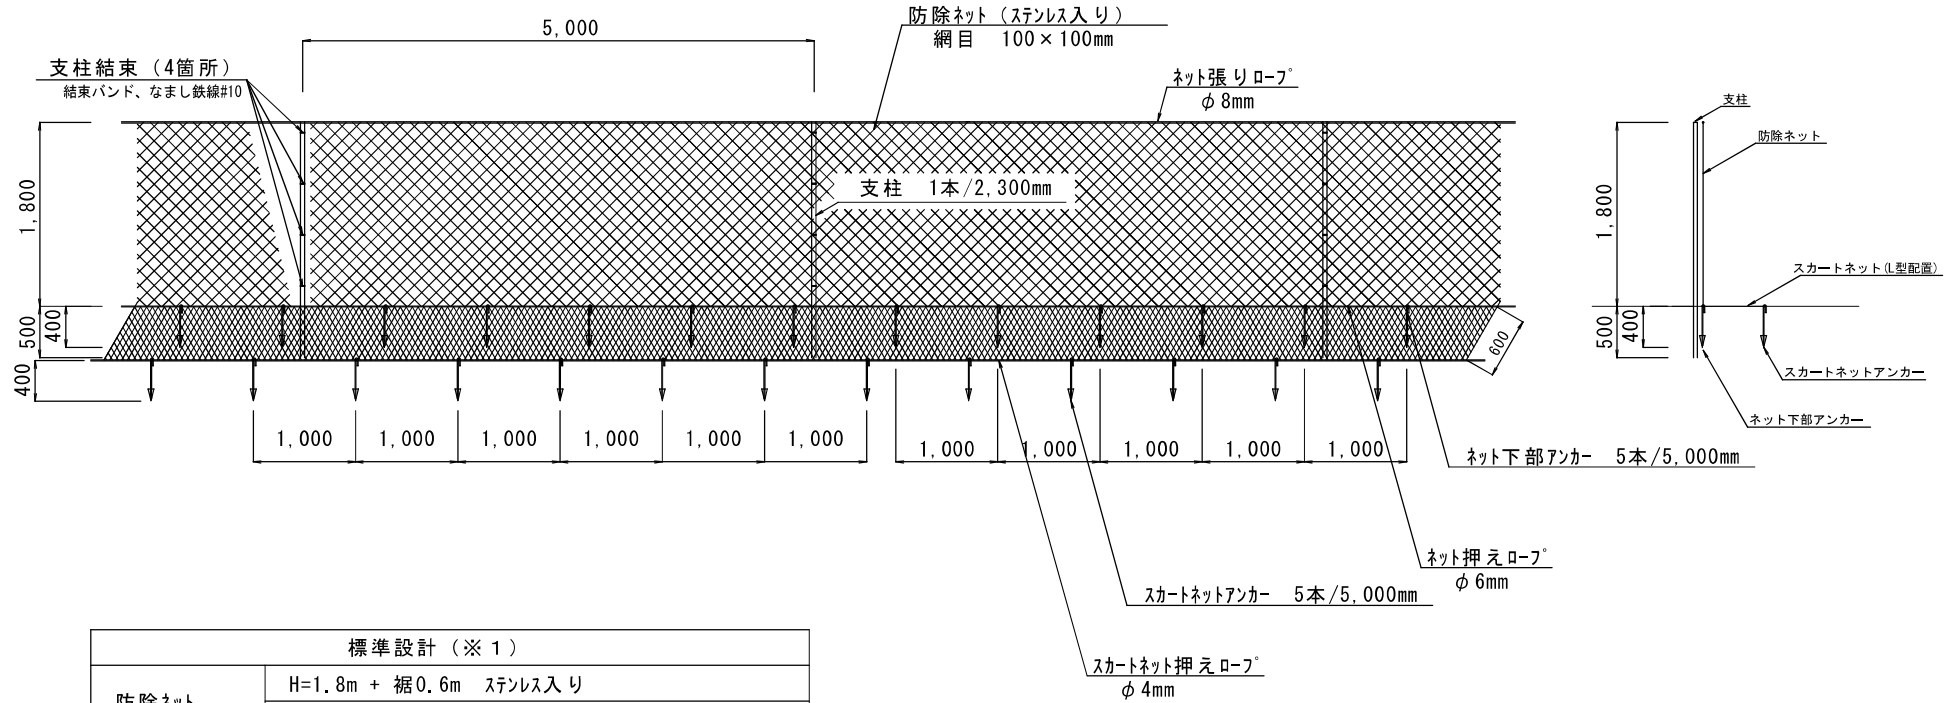 5,000
防除ネット（ステンレス入り）
網目　100×100mm
支柱結束（4箇所）
結束バンド、なまし鉄線#10
ネット張りロープ
φ8mm
支柱
防除ネット
1,800
支柱　1本/2,300mm
1,800
スカートネット(L型配置)
500
400
400
600
500
400
スカートネットアンカー
ネット下部アンカー
1,000
1,000
1,000
1,000
1,000
1,000
1,000
1,000
1,000
1,000
1,000
ネット下部アンカー　5本/5,000mm
ネット押えロープ
φ6mm
スカートネットアンカー　5本/5,000mm
スカートネット押えロープ
φ4mm
標準設計（※１）
防除ネット
H=1.8m + 裾0.6m　ステンレス入り